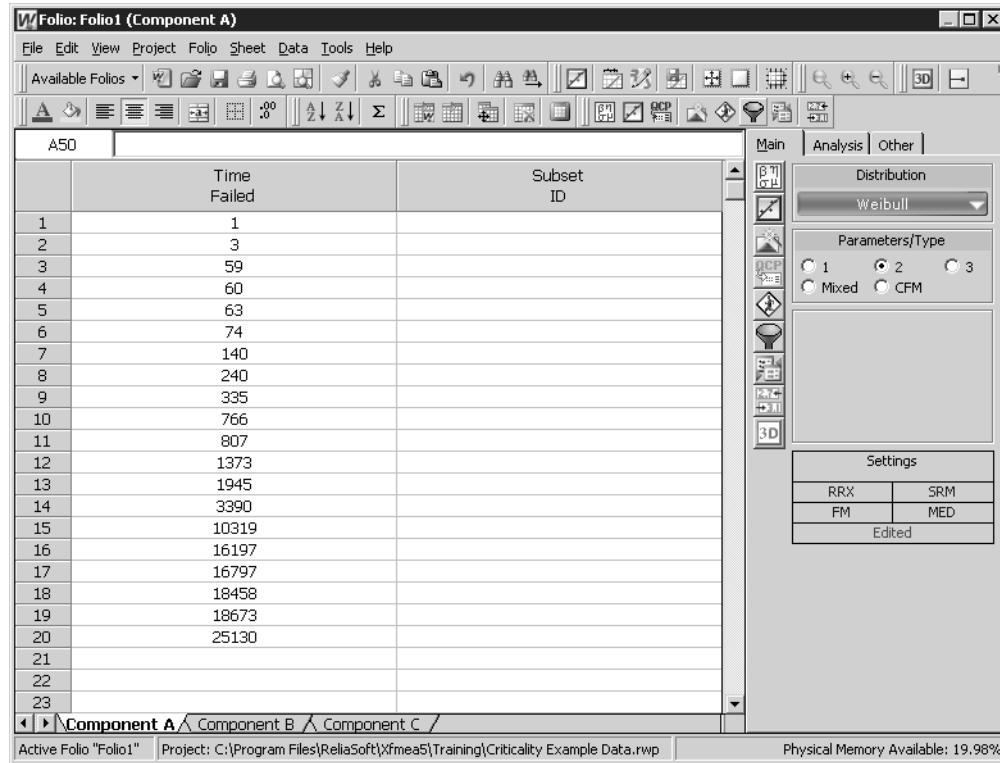 Folio: Folio1 (Component A)
File Edit View Project Folio Sheet Data Tools Help
Available Folios
3D
A50
Main Analysis Other
Time Failed Subset ID
Distribution
Weibull
Parameters/Type
1 2 3
Mixed CFM
1 1
2 3
3 59
4 60
5 63
6 74
7 140
8 240
9 335
10 766
11 807
12 1373
13 1945
14 3390
15 10319
16 16197
17 16797
18 18458
19 18673
20 25130
21
22
23
QCP
3D
Settings
RRX SRM
FM MED
Edited
Component A Component B Component C
Active Folio "Folio1" Project: C:\Program Files\ReliaSoft\Xfmea5\Training\Criticality Example Data.rwp Physical Memory Available: 19.98%